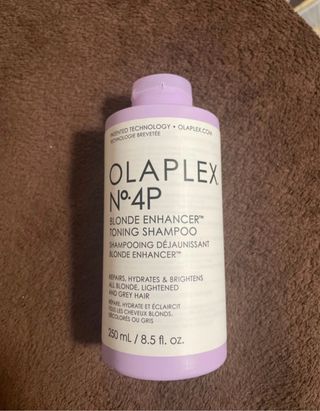 PATENTED TECHNOLOGY • OLAPLEX.COM
TECHNOLOGIE BREVETÉE
OLAPLEX
Nº.4P
BLONDE ENHANCER™
TONING SHAMPOO
SHAMPOOING DÉJAUNISSANT
BLONDE ENHANCER™
REPAIRS, HYDRATES & BRIGHTENS
ALL BLONDE, LIGHTENED
AND GREY HAIR
RÉPARE, HYDRATE ET ÉCLAIRCIT
TOUS LES CHEVEUX BLONDS,
DÉCOLORÉS OU GRIS
250 mL / 8.5 fl. oz.